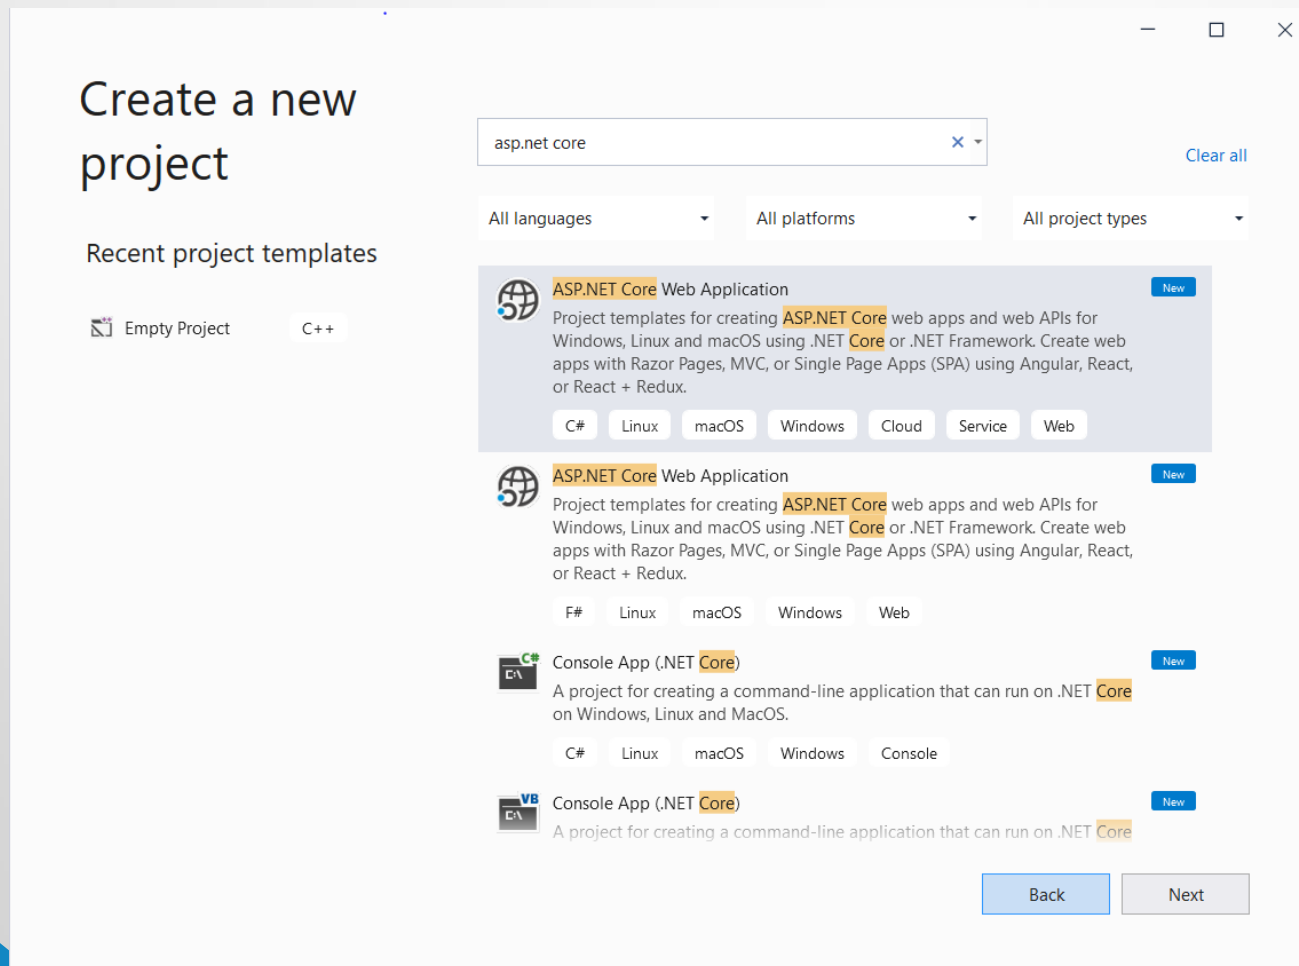 Create a new
project
Recent project templates
Empty Project
C++
asp.net core
Clear all
All languages
All platforms
All project types
ASP.NET Core Web Application
New
Project templates for creating ASP.NET Core web apps and web APIs for
Windows, Linux and macOS using .NET Core or .NET Framework. Create web
apps with Razor Pages, MVC, or Single Page Apps (SPA) using Angular, React,
or React + Redux.
C# Linux macOS Windows Cloud Service Web
ASP.NET Core Web Application
New
Project templates for creating ASP.NET Core web apps and web APIs for
Windows, Linux and macOS using .NET Core or .NET Framework. Create web
apps with Razor Pages, MVC, or Single Page Apps (SPA) using Angular, React,
or React + Redux.
F# Linux macOS Windows Web
C#
C:\
Console App (.NET Core)
New
A project for creating a command-line application that can run on .NET Core
on Windows, Linux and MacOS.
C# Linux macOS Windows Console
VB
C:\
Console App (.NET Core)
New
A project for creating a command-line application that can run on .NET Core
Back
Next